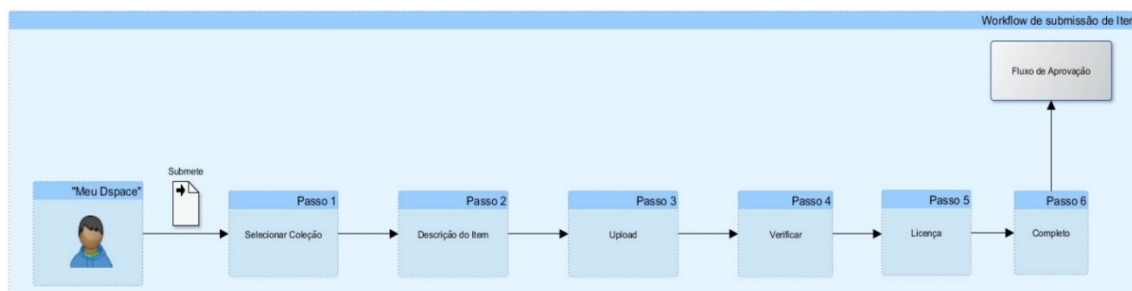 Workflow de submissão de Iter
Fluxo de Aprovação
Submete
"Meu Dspace"
Passo 1
Passo 2
Passo 3
Passo 4
Passo 5
Passo 6
Selecionar Coleção
Descrição do Item
Upload
Verificar
Licença
Completo